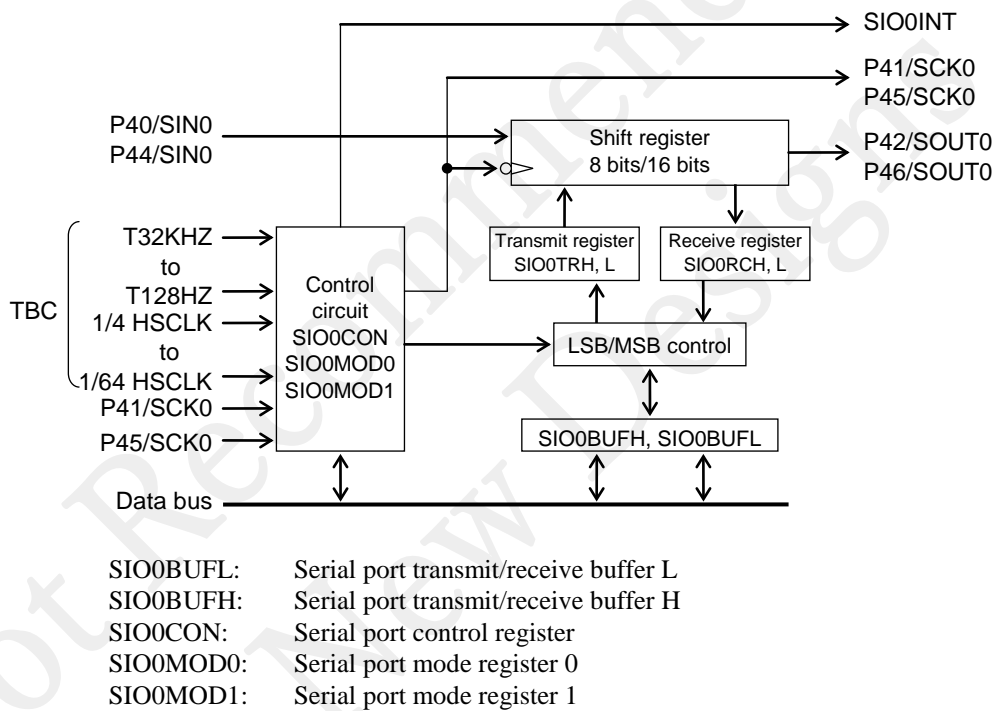 SIO0INT
P41/SCK0
P45/SCK0
P40/SIN0
P44/SIN0
Shift register
8 bits/16 bits
P42/SOUT0
P46/SOUT0
TBC
T32KHZ
to
T128HZ
1/4 HSCLK
to
1/64 HSCLK
P41/SCK0
P45/SCK0
Control
circuit
SIO0CON
SIO0MOD0
SIO0MOD1
Transmit register
SIO0TRH, L
Receive register
SIO0RCH, L
LSB/MSB control
SIO0BUFH, SIO0BUFL
Data bus
SIO0BUFL: Serial port transmit/receive buffer L
SIO0BUFH: Serial port transmit/receive buffer H
SIO0CON: Serial port control register
SIO0MOD0: Serial port mode register 0
SIO0MOD1: Serial port mode register 1
New Designs